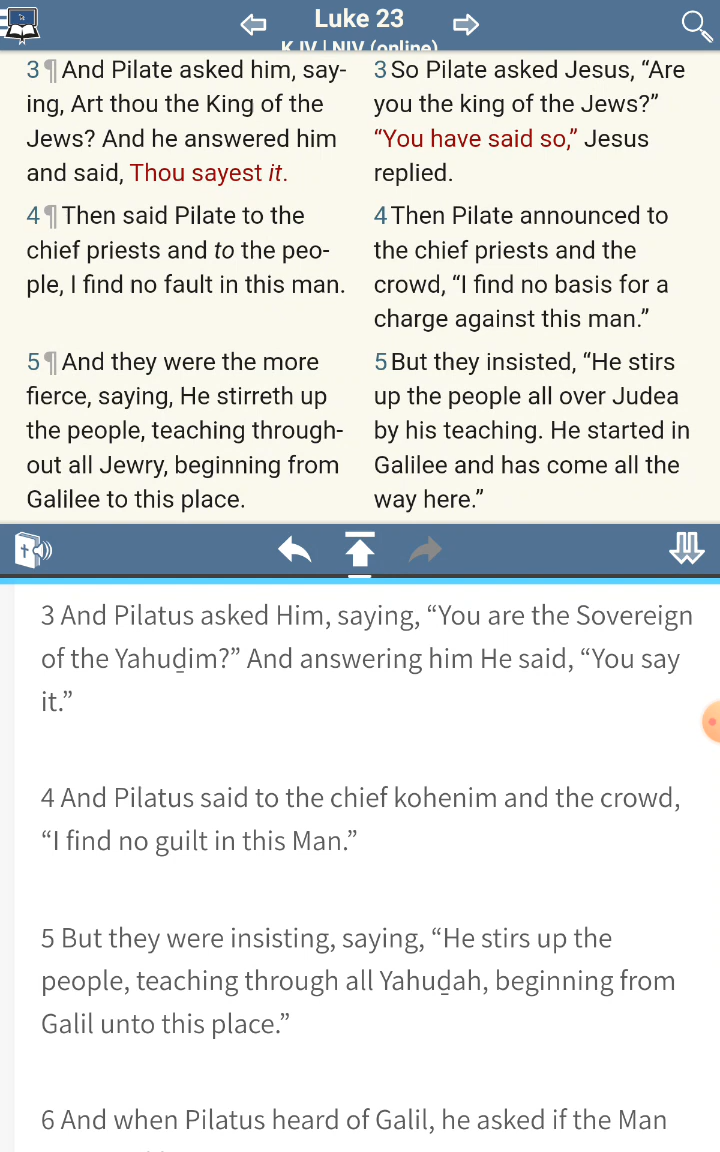 Luke 23
KJV | NIV (online)
3 ¶ And Pilate asked him, say-
ing, Art thou the King of the
Jews? And he answered him
and said, Thou sayest it.
4 ¶ Then said Pilate to the
chief priests and to the peo-
ple, I find no fault in this man.
5 ¶ And they were the more
fierce, saying, He stirreth up
the people, teaching through-
out all Jewry, beginning from
Galilee to this place.
3 So Pilate asked Jesus, “Are
you the king of the Jews?”
“You have said so,” Jesus
replied.
4 Then Pilate announced to
the chief priests and the
crowd, “I find no basis for a
charge against this man.”
5 But they insisted, “He stirs
up the people all over Judea
by his teaching. He started in
Galilee and has come all the
way here.”
3 And Pilatus asked Him, saying, “You are the Sovereign
of the Yahuḏim?” And answering him He said, “You say
it.”
4 And Pilatus said to the chief kohenim and the crowd,
“I find no guilt in this Man.”
5 But they were insisting, saying, “He stirs up the
people, teaching through all Yahuḏah, beginning from
Galil unto this place.”
6 And when Pilatus heard of Galil, he asked if the Man